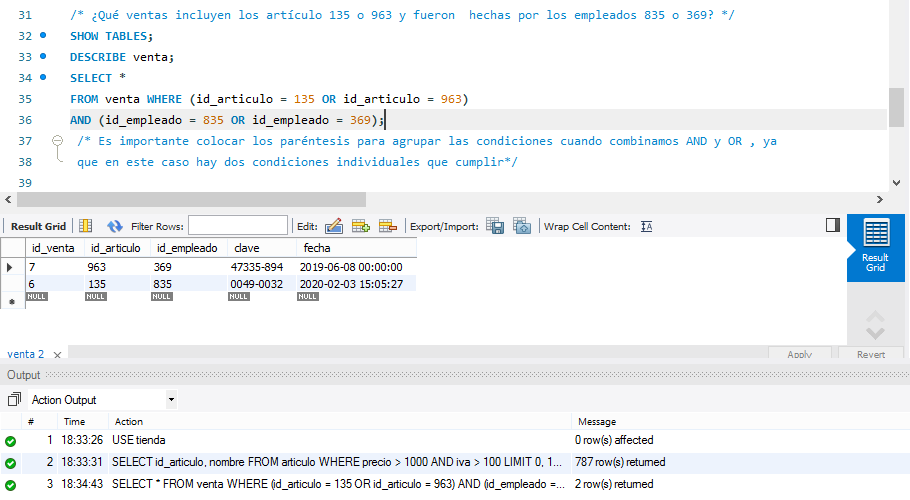 31 /* ¿Qué ventas incluyen los artículo 135 o 963 y fueron  hechas por los empleados 835 o 369? */
32 SHOW TABLES;
33 DESCRIBE venta;
34 SELECT *
35 FROM venta WHERE (id_articulo = 135 OR id_articulo = 963)
36 AND (id_empleado = 835 OR id_empleado = 369);
37 /* Es importante colocar los paréntesis para agrupar las condiciones cuando combinamos AND y OR , ya
38 que en este caso hay dos condiciones individuales que cumplir*/
39
Result Grid Filter Rows: Edit: Export/Import: Wrap Cell Content:
Result Grid
id_venta id_articulo id_empleado clave fecha
7 963 369 47335-894 2019-06-08 00:00:00
6 135 835 0049-0032 2020-02-03 15:05:27
NULL NULL NULL NULL NULL
venta 2 Apply Revert
Output
Action Output
# Time Action Message
1 18:33:26 USE tienda 0 row(s) affected
2 18:33:31 SELECT id_articulo, nombre FROM articulo WHERE precio > 1000 AND iva > 100 LIMIT 0, 1... 787 row(s) returned
3 18:34:43 SELECT * FROM venta WHERE (id_articulo = 135 OR id_articulo = 963) AND (id_empleado =... 2 row(s) returned